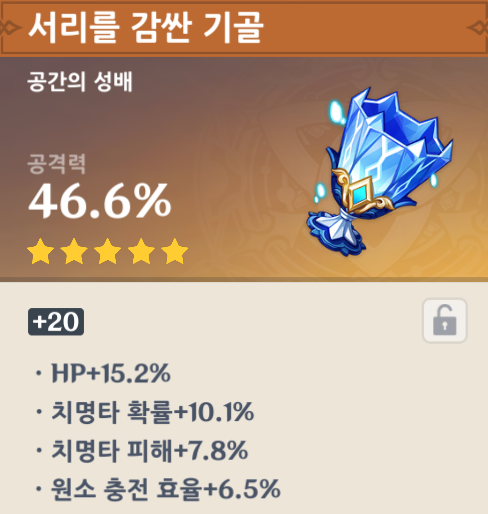 서리를 감싼 기골
공간의 성배
공격력
46.6%
+20
· HP+15.2%
· 치명타 확률+10.1%
· 치명타 피해+7.8%
· 원소 충전 효율+6.5%